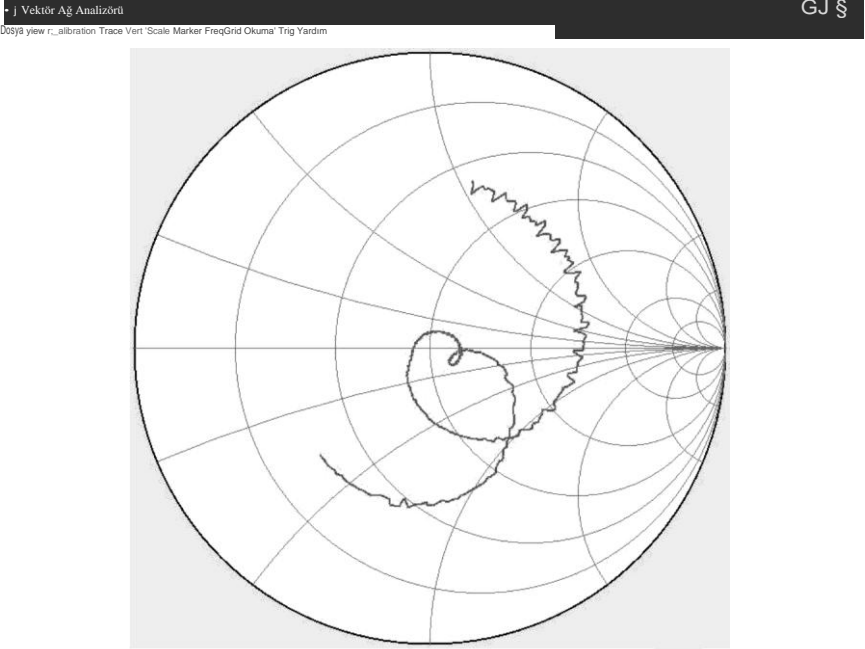 • j Vektör Ağ Analizörü
GJ §
Dosya yiew r;_alibration Trace Vert 'Scale Marker FreqGrid Okuma' Trig Yardım